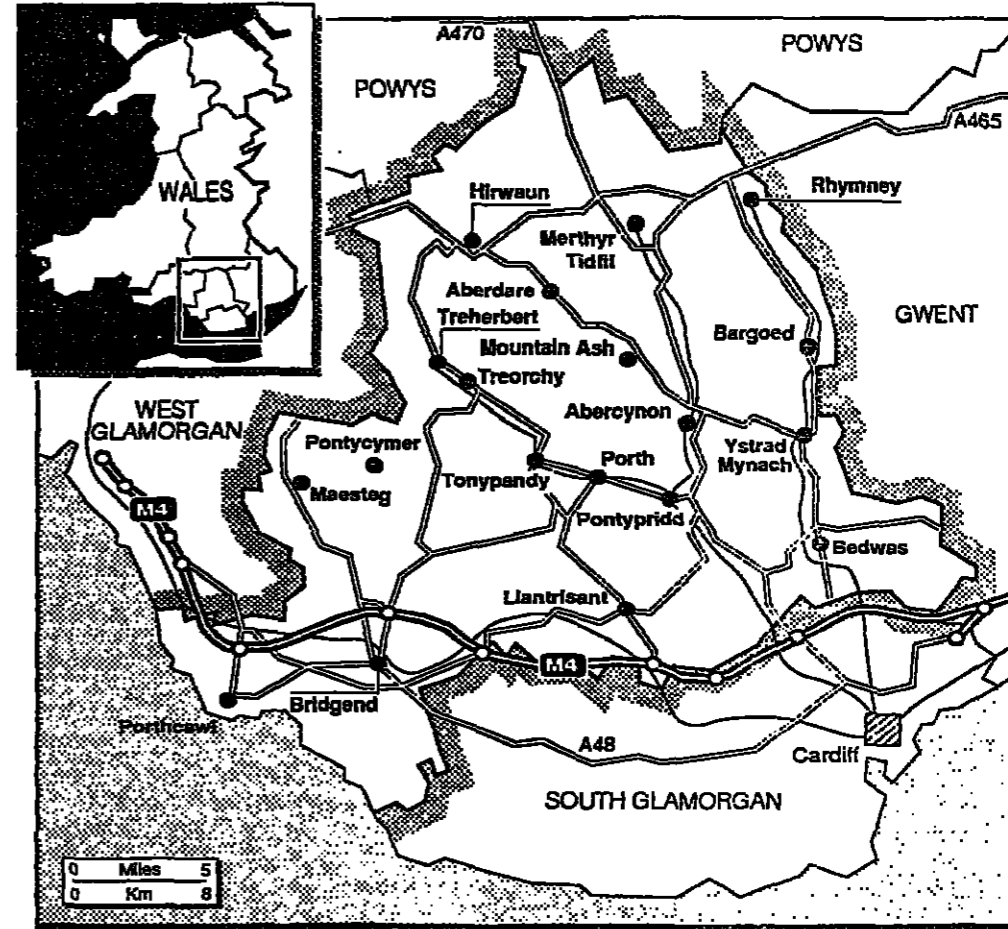 A470
POWYS
POWYS
A465
WALES
Hirwaun
Rhymney
Merthyr
Tidfil
Aberdare
Treherbert
GWENT
Bargoed
Mountain Ash
Treorchy
WEST
GLAMORGAN
Abercynon
Pontycymer
Porth
Ystrad
Mynach
Tonypandy
Maesteg
M4
Pontypridd
Bedwas
Llantrisant
M4
Bridgend
Porthcawl
A48
Cardiff
SOUTH GLAMORGAN
0 Miles 5
0 Km 8